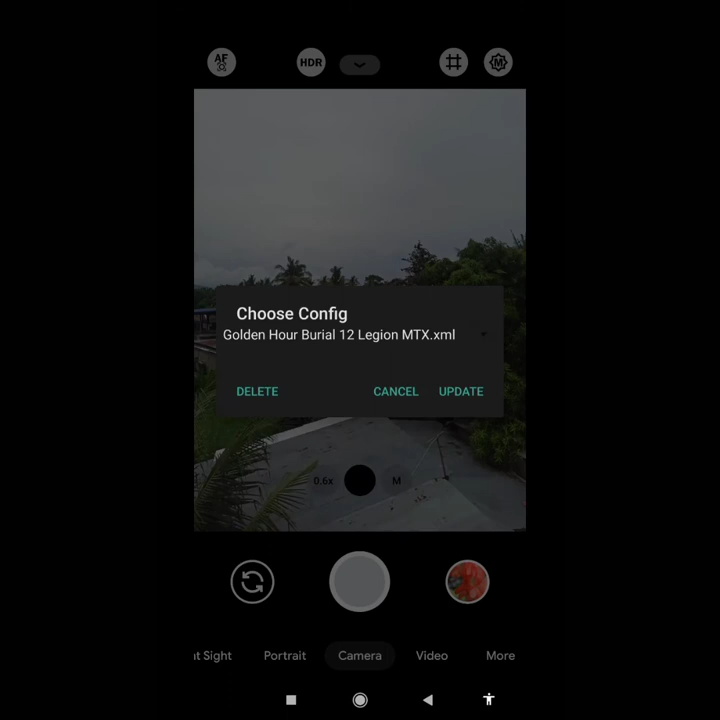 AF
HDR
M
Choose Config
Golden Hour Burial 12 Legion MTX.xml
DELETE
CANCEL
UPDATE
0.6x
M
ıt Sight
Portrait
Camera
Video
More